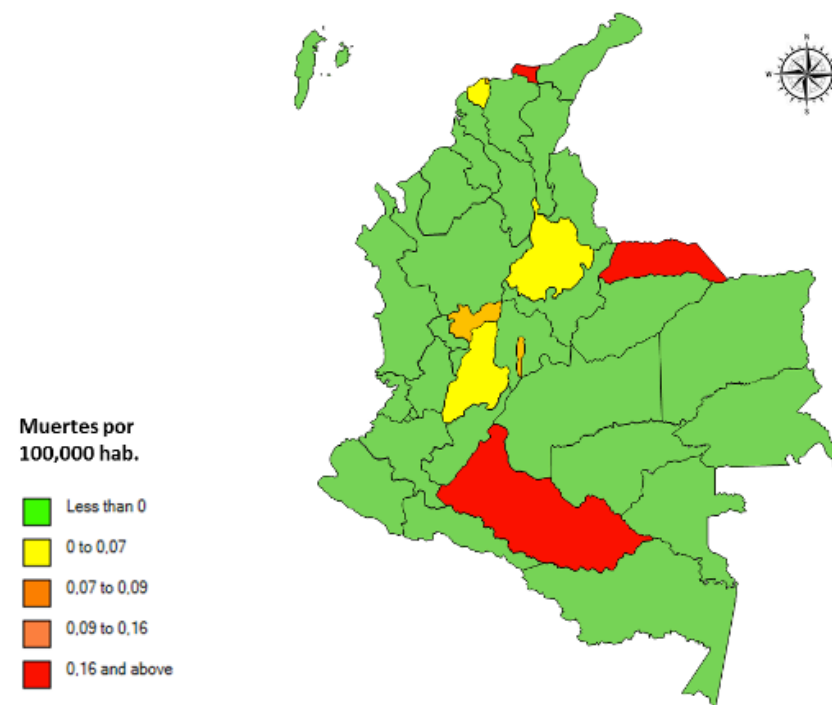 N
W
S
Muertes por
100,000 hab.
Less than 0
0 to 0,07
0,07 to 0,09
0,09 to 0,16
0,16 and above